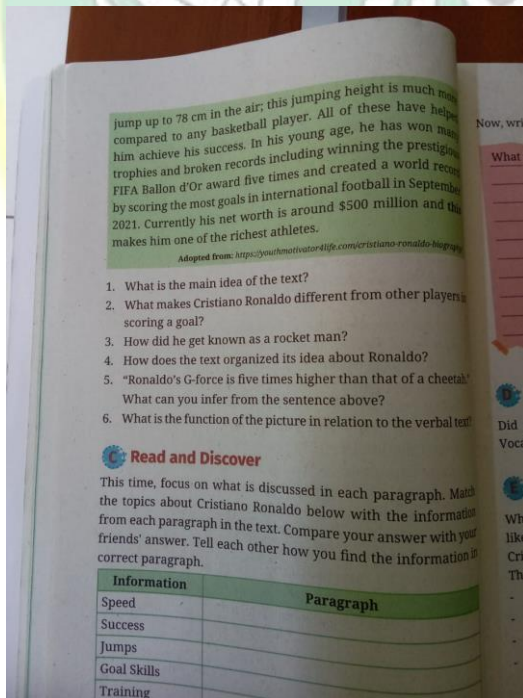 jump up to 78 cm in the air; this jumping height is much more
compared to any basketball player. All of these have helped
him achieve his success. In his young age, he has won many
trophies and broken records including winning the prestigious
FIFA Ballon d'Or award five times and created a world record
by scoring the most goals in international football in September
2021. Currently his net worth is around $500 million and this
makes him one of the richest athletes.
Adopted from: https://youthmotivator4life.com/cristiano-ronaldo-biography
1. What is the main idea of the text?
2. What makes Cristiano Ronaldo different from other players in
scoring a goal?
3. How did he get known as a rocket man?
4. How does the text organized its idea about Ronaldo?
5. “Ronaldo's G-force is five times higher than that of a cheetah.”
What can you infer from the sentence above?
6. What is the function of the picture in relation to the verbal text?
C Read and Discover
This time, focus on what is discussed in each paragraph. Match
the topics about Cristiano Ronaldo below with the information
from each paragraph in the text. Compare your answer with your
friends' answer. Tell each other how you find the information in
correct paragraph.
Information Paragraph
Speed
Success
Jumps
Goal Skills
Training
Now, wri
What
D
Did
Voca
E
Wh
lik
Cri
Th
-
-
-
-